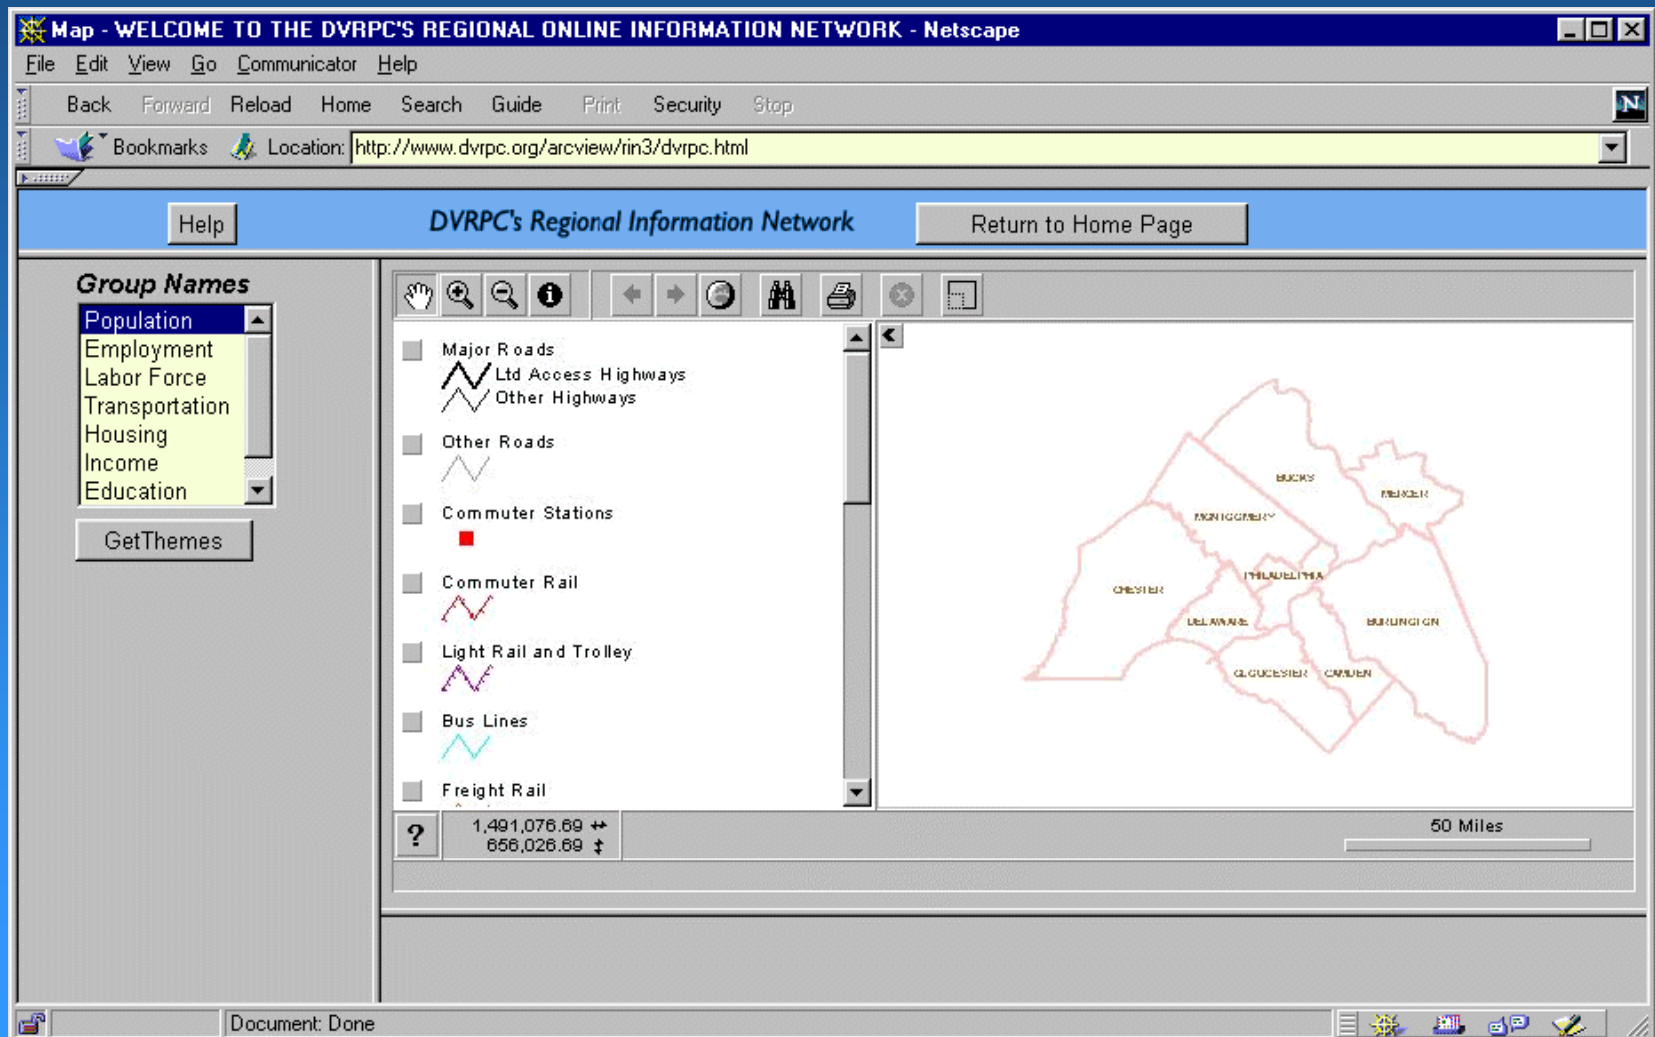 Map - WELCOME TO THE DVRPC'S REGIONAL ONLINE INFORMATION NETWORK - Netscape
File Edit View Go Communicator Help
Back Forward Reload Home Search Guide Print Security Stop
N
Bookmarks Location: http://www.dvrpc.org/arcview/rin3/dvrpc.html
Help DVRPC's Regional Information Network Return to Home Page
Group Names
Population
Employment
Labor Force
Transportation
Housing
Income
Education
GetThemes
Major Roads
Ltd Access Highways
Other Highways
Other Roads
Commuter Stations
Commuter Rail
Light Rail and Trolley
Bus Lines
Freight Rail
BUCKS
MERCER
MONTGOMERY
PHILADELPHIA
CHESTER
DELAWARE
BURLINGTON
GLOUCESTER
CAMDEN
?
1,491,076.69
656,026.69
50 Miles
Document: Done